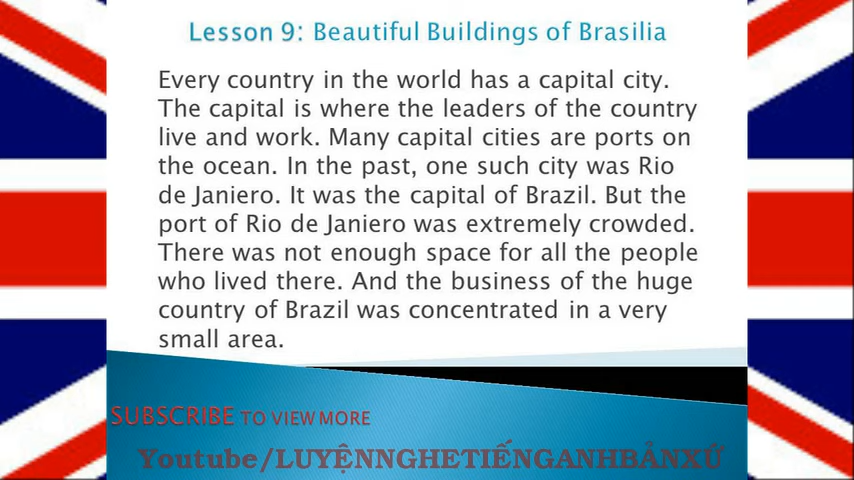 Lesson 9: Beautiful Buildings of Brasilia
Every country in the world has a capital city.
The capital is where the leaders of the country
live and work. Many capital cities are ports on
the ocean. In the past, one such city was Rio
de Janiero. It was the capital of Brazil. But the
port of Rio de Janiero was extremely crowded.
There was not enough space for all the people
who lived there. And the business of the huge
country of Brazil was concentrated in a very
small area.
SUBSCRIBE TO VIEW MORE
Youtube/LUYỆNNGHETIẾNGANHBẢNXỨ